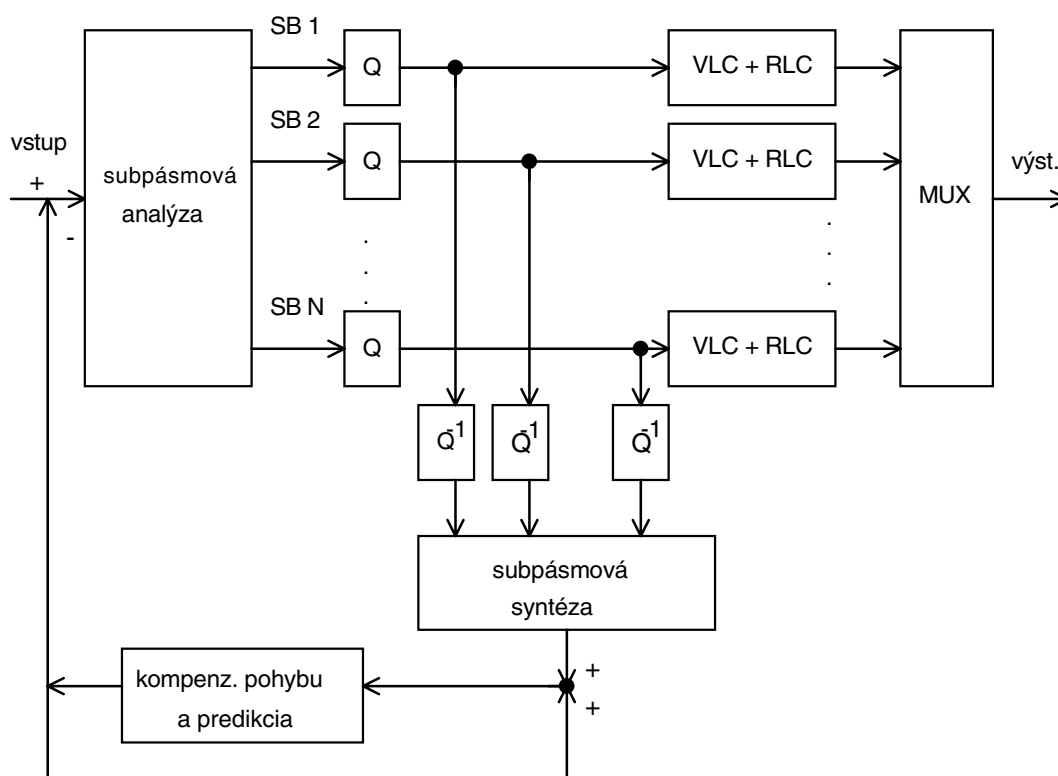 SB 1
Q
VLC + RLC
SB 2
Q
VLC + RLC
vstup
+
-
subpásmová
analýza
MUX
výst.
. . .
. . .
SB N
Q
VLC + RLC
Q-1
Q-1
Q-1
subpásmová
syntéza
+
+
kompenz. pohybu
a predikcia